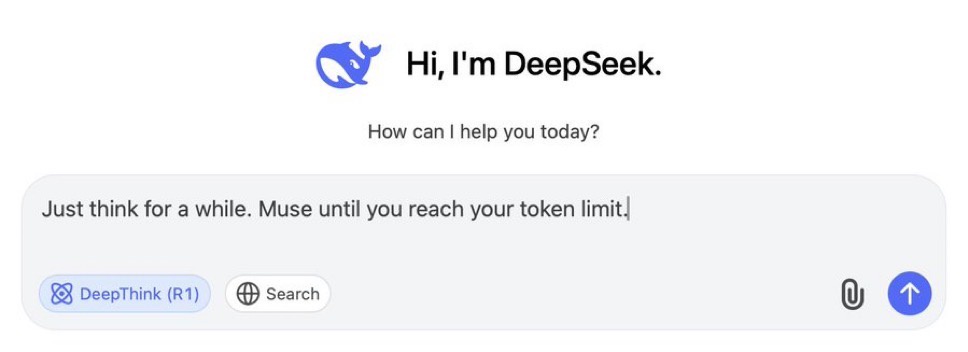 Hi, I'm DeepSeek.
How can I help you today?
Just think for a while. Muse until you reach your token limit.
DeepThink (R1) Search